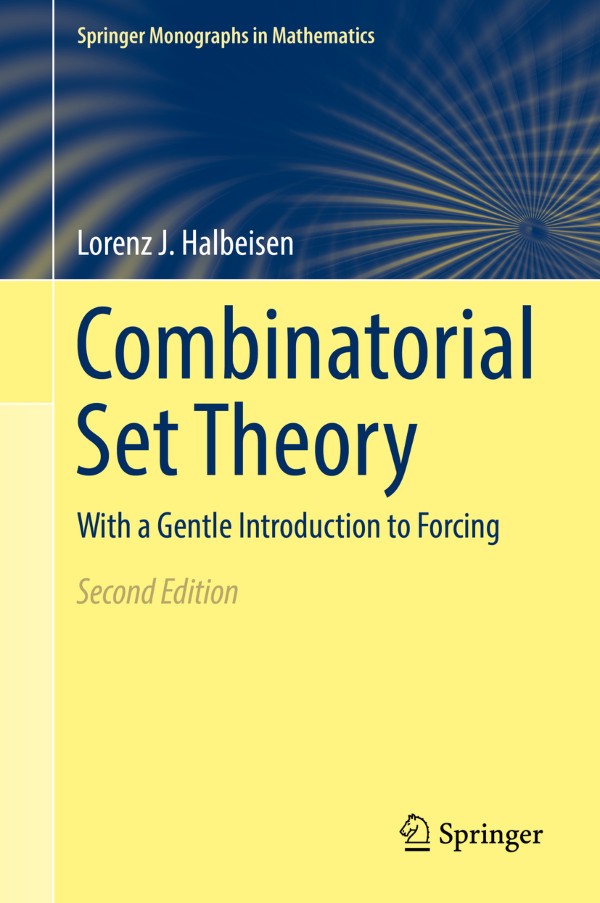 Springer Monographs in Mathematics
Lorenz J. Halbeisen
Combinatorial
Set Theory
With a Gentle Introduction to Forcing
Second Edition
Springer